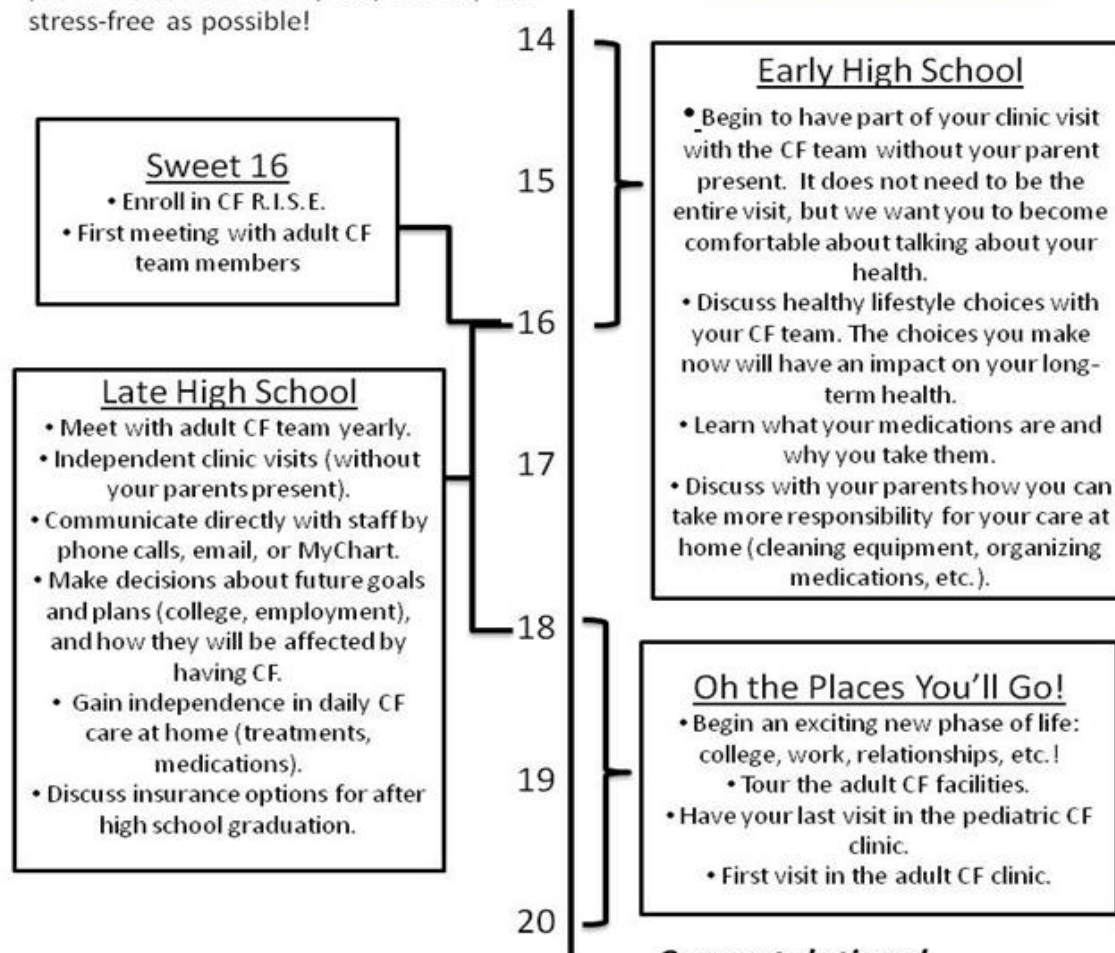 stress-free as possible!
14
Early High School
• Begin to have part of your clinic visit
with the CF team without your parent
present. It does not need to be the
entire visit, but we want you to become
comfortable about talking about your
health.
• Discuss healthy lifestyle choices with
your CF team. The choices you make
now will have an impact on your long-
term health.
• Learn what your medications are and
why you take them.
• Discuss with your parents how you can
take more responsibility for your care at
home (cleaning equipment, organizing
medications, etc.).
Sweet 16
• Enroll in CF R.I.S.E.
• First meeting with adult CF
team members
15
16
Late High School
• Meet with adult CF team yearly.
• Independent clinic visits (without
your parents present).
• Communicate directly with staff by
phone calls, email, or MyChart.
• Make decisions about future goals
and plans (college, employment),
and how they will be affected by
having CF.
• Gain independence in daily CF
care at home (treatments,
medications).
• Discuss insurance options for after
high school graduation.
17
18
Oh the Places You'll Go!
• Begin an exciting new phase of life:
college, work, relationships, etc.!
• Tour the adult CF facilities.
• Have your last visit in the pediatric CF
clinic.
• First visit in the adult CF clinic.
19
20